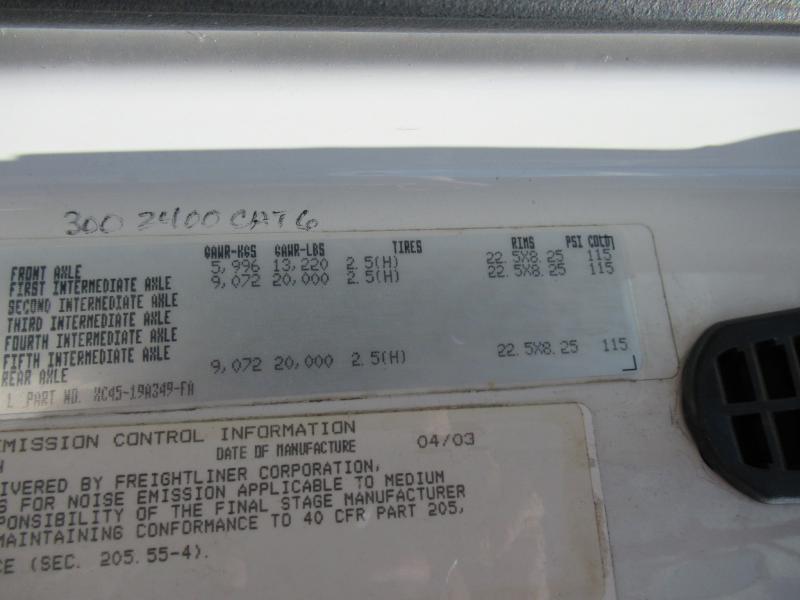 300 2400 CAT 6
GAWR-KGS GAWR-LBS TIRES RIMS PSI COLD
FRONT AXLE 5,996 13,220 2.5(H) 22.5X8.25 115
FIRST INTERMEDIATE AXLE 9,072 20,000 2.5(H) 22.5X8.25 115
SECOND INTERMEDIATE AXLE
THIRD INTERMEDIATE AXLE
FOURTH INTERMEDIATE AXLE
FIFTH INTERMEDIATE AXLE
REAR AXLE 9,072 20,000 2.5(H) 22.5X8.25 115
L PART NO. XC45-19A349-FA
EMISSION CONTROL INFORMATION
H DATE OF MANUFACTURE 04/03
LIVERED BY FREIGHTLINER CORPORATION,
S FOR NOISE EMISSION APPLICABLE TO MEDIUM
PONSIBILITY OF THE FINAL STAGE MANUFACTURER
MAINTAINING CONFORMANCE TO 40 CFR PART 205,
CE (SEC. 205.55-4).